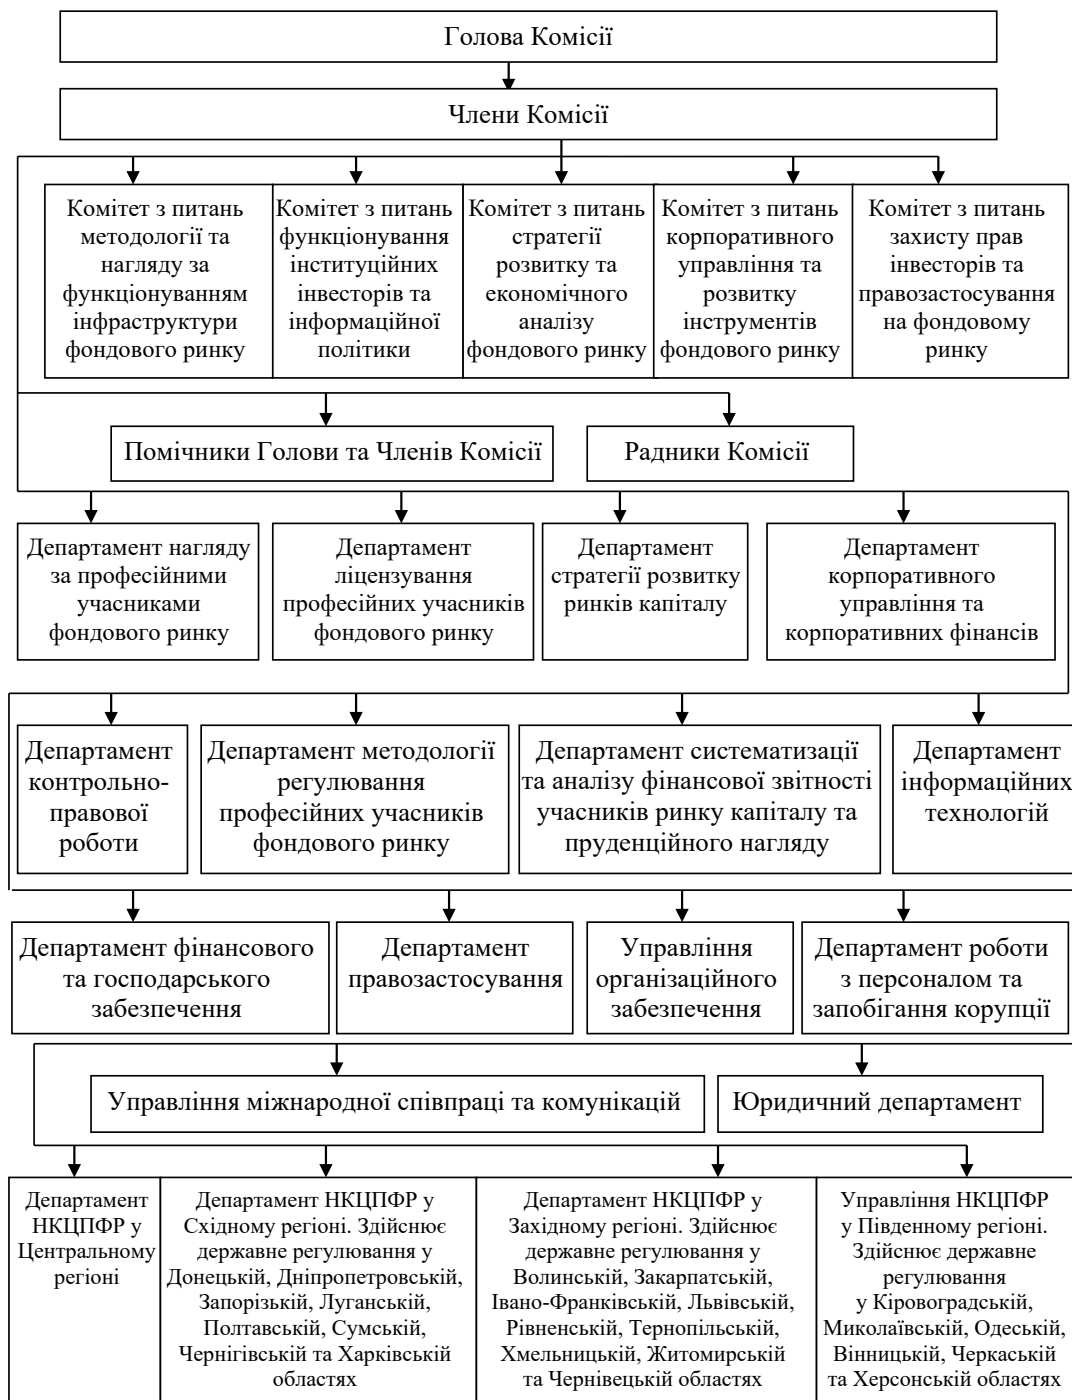 Голова Комісії
Члени Комісії
Комітет з питань
методології та
нагляду за
функціонуванням
інфраструктури
фондового ринку
Комітет з питань
функціонування
інституційних
інвесторів та
інформаційної
політики
Комітет з питань
стратегії
розвитку та
економічного
аналізу
фондового ринку
Комітет з питань
корпоративного
управління та
розвитку
інструментів
фондового ринку
Комітет з питань
захисту прав
інвесторів та
правозастосування
на фондовому
ринку
Помічники Голови та Членів Комісії
Радники Комісії
Департамент нагляду
за професійними
учасниками
фондового ринку
Департамент
ліцензування
професійних учасників
фондового ринку
Департамент
стратегії розвитку
ринків капіталу
Департамент
корпоративного
управління та
корпоративних фінансів
Департамент
контрольно-
правової
роботи
Департамент методології
регулювання
професійних учасників
фондового ринку
Департамент систематизації
та аналізу фінансової звітності
учасників ринку капіталу та
пруденційного нагляду
Департамент
інформаційних
технологій
Департамент фінансового
та господарського
забезпечення
Департамент
правозастосування
Управління
організаційного
забезпечення
Департамент роботи
з персоналом та
запобігання корупції
Управління міжнародної співпраці та комунікацій
Юридичний департамент
Департамент
НКЦПФР у
Центральному
регіоні
Департамент НКЦПФР у
Східному регіоні. Здійснює
державне регулювання у
Донецькій, Дніпропетровській,
Запорізькій, Луганській,
Полтавській, Сумській,
Чернігівській та Харківській
областях
Департамент НКЦПФР у
Західному регіоні. Здійснює
державне регулювання у
Волинській, Закарпатській,
Івано-Франківській, Львівській,
Рівненській, Тернопільській,
Хмельницькій, Житомирській
та Чернівецькій областях
Управління НКЦПФР
у Південному регіоні.
Здійснює державне
регулювання
у Кіровоградській,
Миколаївській, Одеській,
Вінницькій, Черкаській
та Херсонській областях